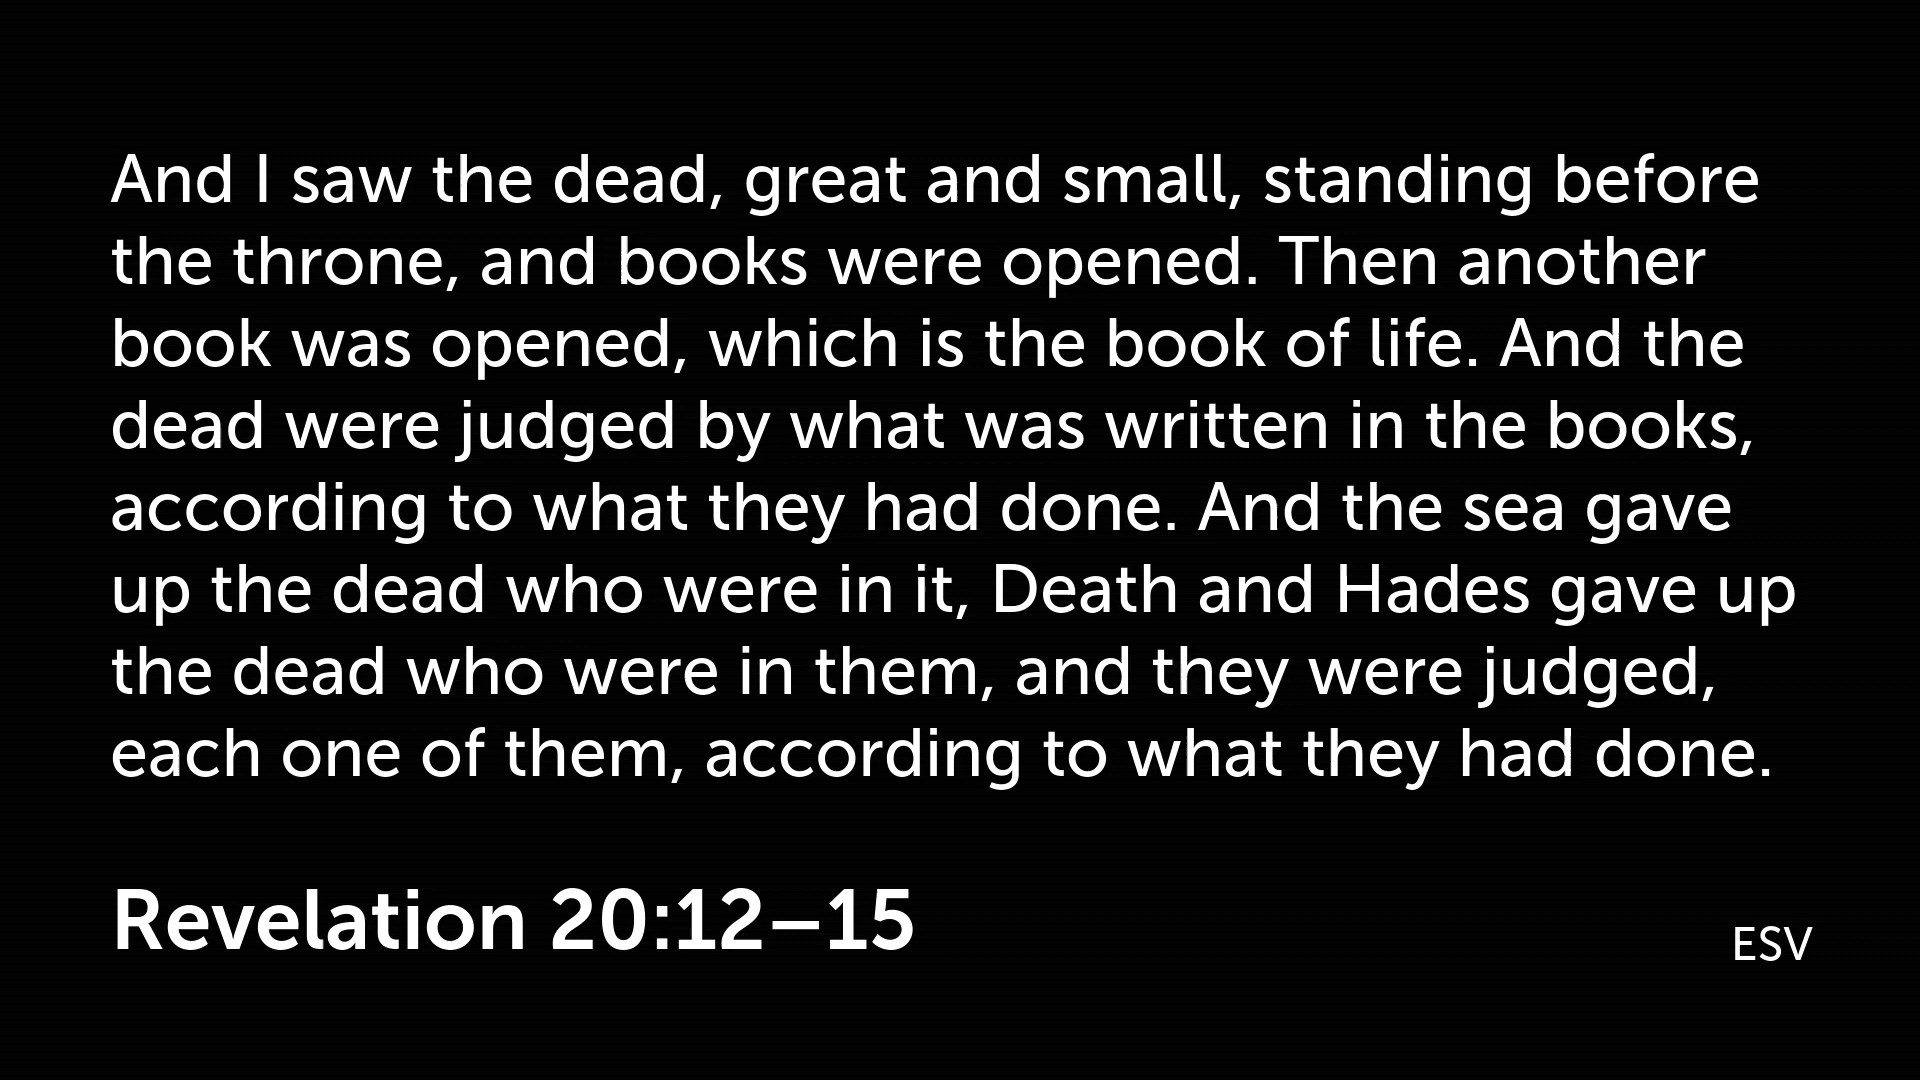 And I saw the dead, great and small, standing before
the throne, and books were opened. Then another
book was opened, which is the book of life. And the
dead were judged by what was written in the books,
according to what they had done. And the sea gave
up the dead who were in it, Death and Hades gave up
the dead who were in them, and they were judged,
each one of them, according to what they had done.
Revelation 20:12–15
ESV